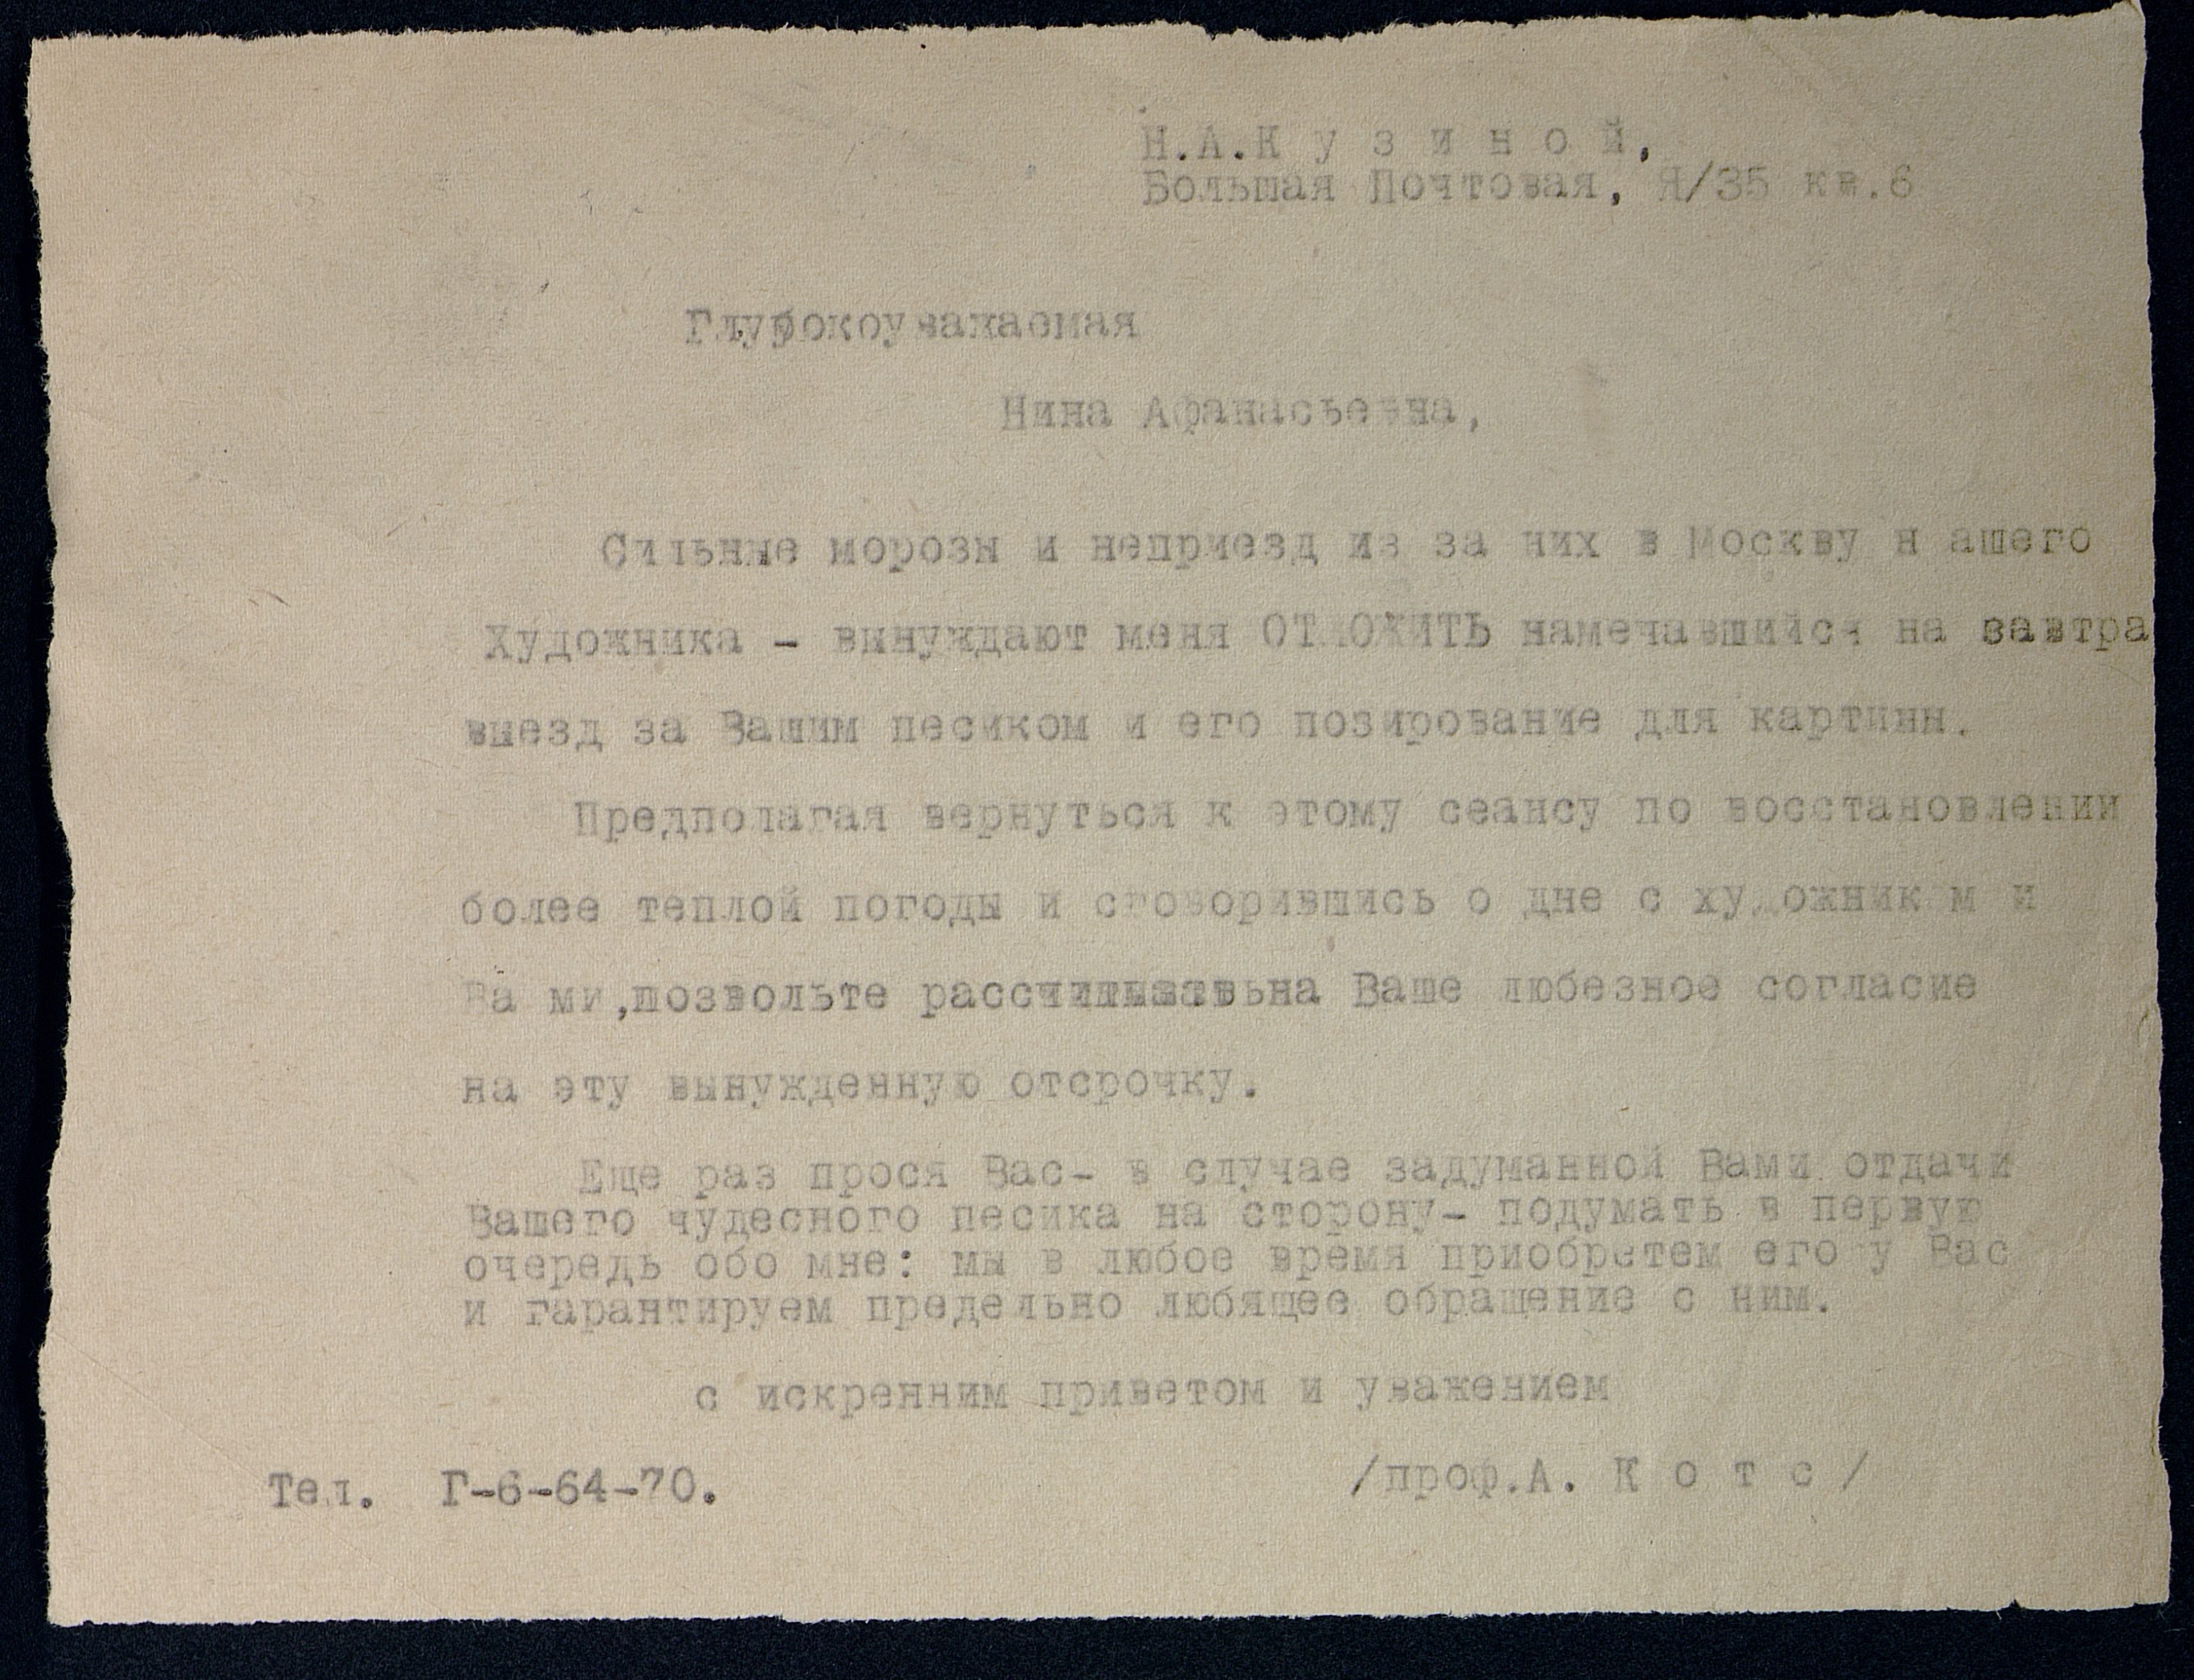 Н.А.К у з и н о й,
Большая Почтовая, Я/35 кв.6
Глубокоуважаемая
Нина Афанасьевна,
Сильные морозы и неприезд из за них в Москву н ашего
Художника - вынуждают меня ОТЛОЖИТЬ намечавшийся на завтра
выезд за Вашим песиком и его позирование для картины.
Предполагая вернуться к этому сеансу по восстановлении
более теплой погоды и сговорившись о дне с художником и
Ва ми,позвольте рассчитывать на Ваше любезное согласие
на эту вынужденную отсрочку.
Еще раз прося Вас- в случае задуманной Вами отдачи
Вашего чудесного песика на сторону- подумать в первую
очередь обо мне: мы в любое время приобретем его у Вас
и гарантируем предельно любящее обращение с ним.
с искренним приветом и уважением
Тел. Г-6-64-70.
/проф.А. К о т с/